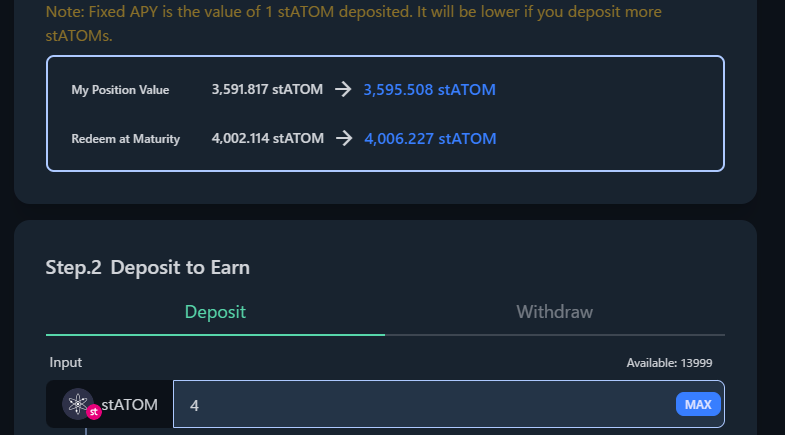 Note: Fixed APY is the value of 1 stATOM deposited. It will be lower if you deposit more
stATOMs.
My Position Value 3,591.817 stATOM → 3,595.508 stATOM
Redeem at Maturity 4,002.114 stATOM → 4,006.227 stATOM
Step.2 Deposit to Earn
Deposit Withdraw
Input Available: 13999
st stATOM 4 MAX